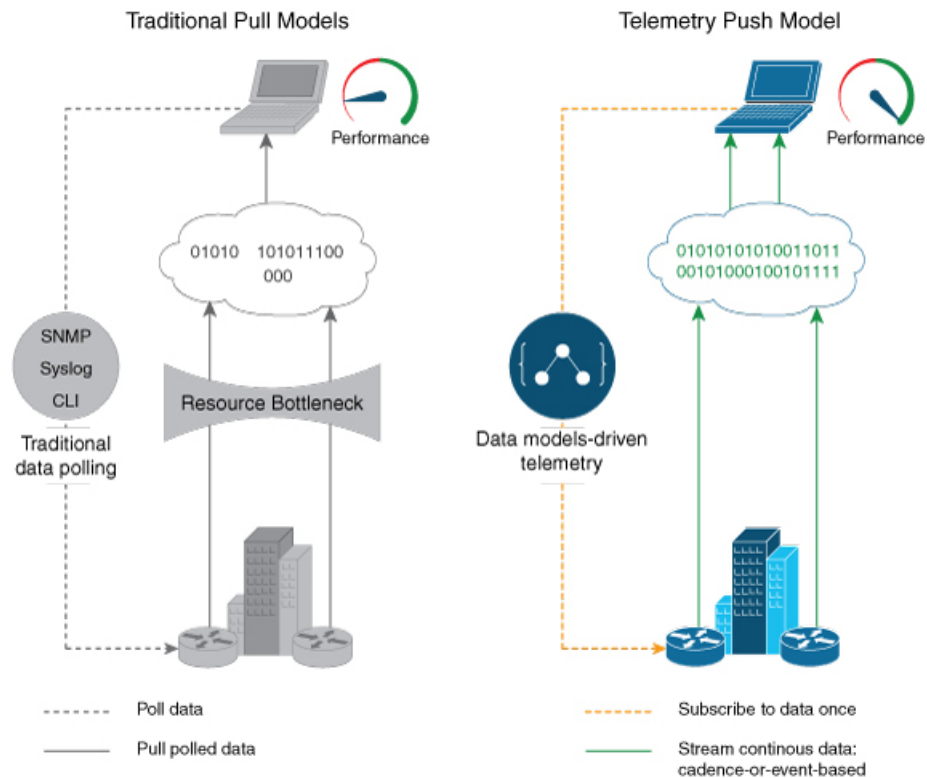 Traditional Pull Models
Performance
01010 101011100
000
SNMP
Syslog
CLI
Resource Bottleneck
Traditional
data polling
Poll data
Pull polled data
Telemetry Push Model
Performance
01010101010011011
00101000100101111
Data models-driven
telemetry
Subscribe to data once
Stream continous data:
cadence-or-event-based